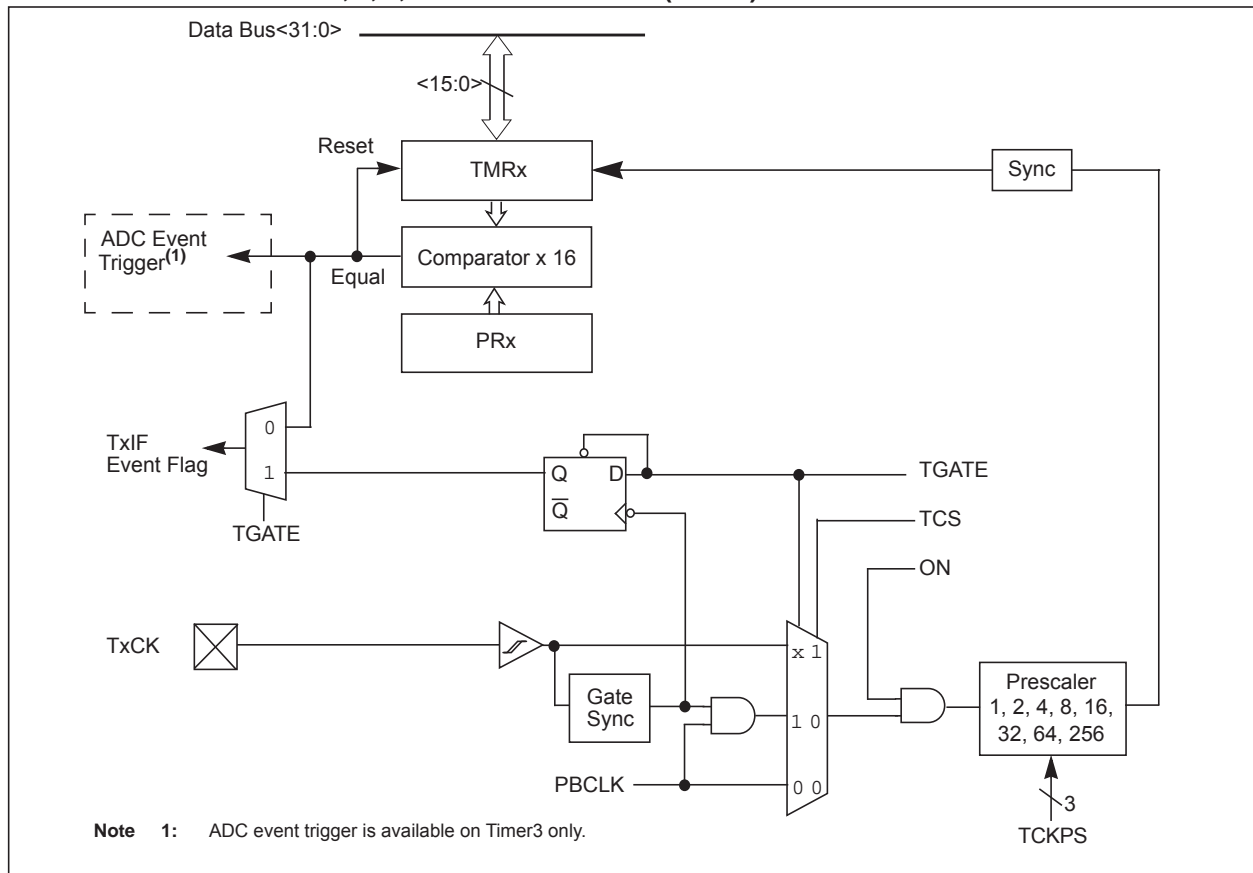 Data Bus<31:0>
<15:0>
Reset
TMRx
Sync
ADC Event
Trigger(1)
Equal
Comparator x 16
PRx
TxIF
Event Flag
0
1
TGATE
Q
D
Q
TGATE
TCS
ON
TxCK
x 1
Gate
Sync
1 0
Prescaler
1, 2, 4, 8, 16,
32, 64, 256
PBCLK
0 0
3
TCKPS
Note 1: ADC event trigger is available on Timer3 only.